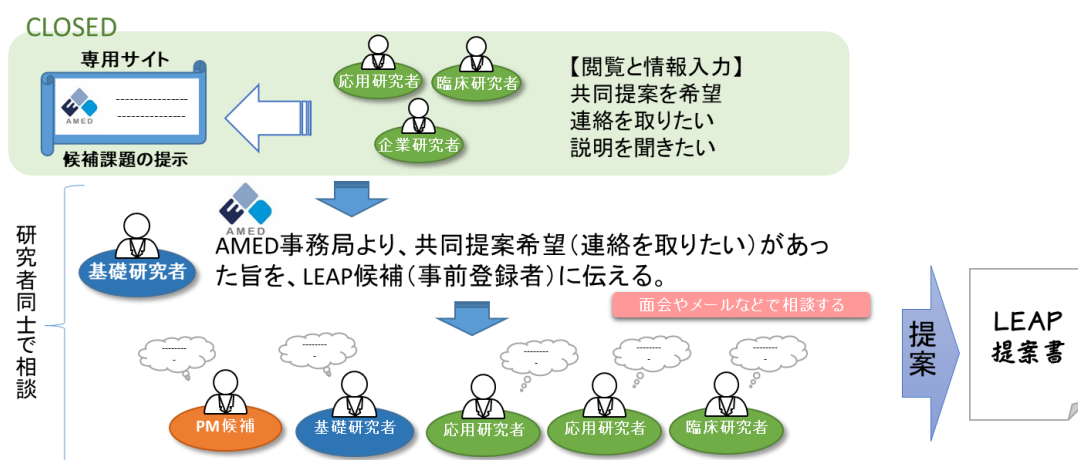 CLOSED
専用サイト
AMED
候補課題の提示
応用研究者
臨床研究者
企業研究者
【閲覧と情報入力】
共同提案を希望
連絡を取りたい
説明を聞きたい
研究者同士で相談
基礎研究者
AMED
AMED事務局より、共同提案希望(連絡を取りたい)があっ
た旨を、LEAP候補(事前登録者)に伝える。
面会やメールなどで相談する
PM候補
基礎研究者
応用研究者
応用研究者
臨床研究者
提案
LEAP
提案書